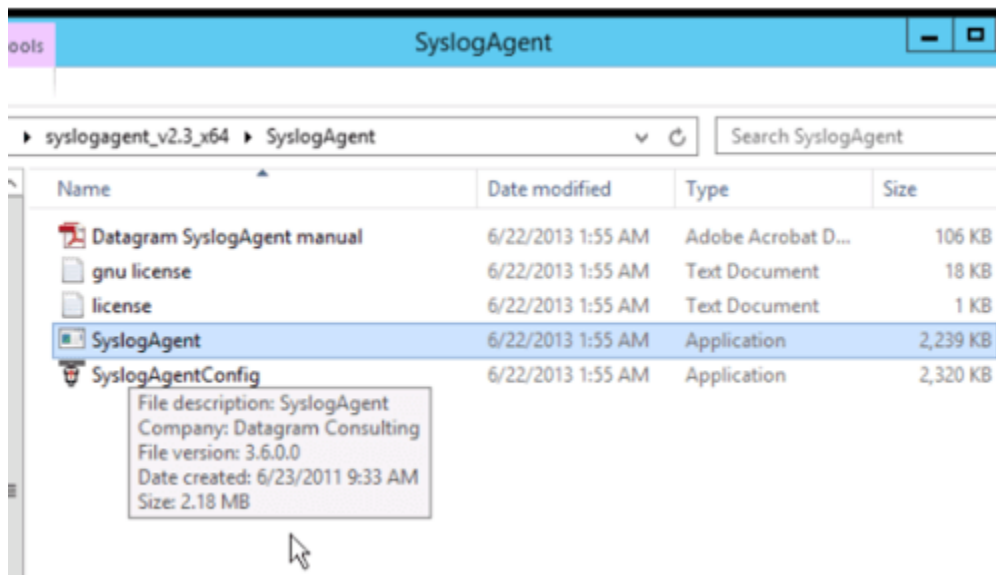 ools
SyslogAgent
syslogagent_v2.3_x64 SyslogAgent
Search SyslogAgent
Name Date modified Type Size
Datagram SyslogAgent manual 6/22/2013 1:55 AM Adobe Acrobat D... 106 KB
gnu license 6/22/2013 1:55 AM Text Document 18 KB
license 6/22/2013 1:55 AM Text Document 1 KB
SyslogAgent 6/22/2013 1:55 AM Application 2,239 KB
SyslogAgentConfig 6/22/2013 1:55 AM Application 2,320 KB
File description: SyslogAgent
Company: Datagram Consulting
File version: 3.6.0.0
Date created: 6/23/2011 9:33 AM
Size: 2.18 MB